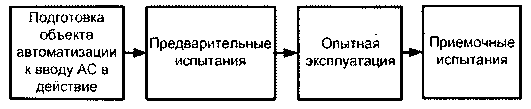 Подготовка
объекта
автоматизации
к вводу АС в
действие
Предварительные
испытания
Опытная
эксплуатация
Приемочные
испытания